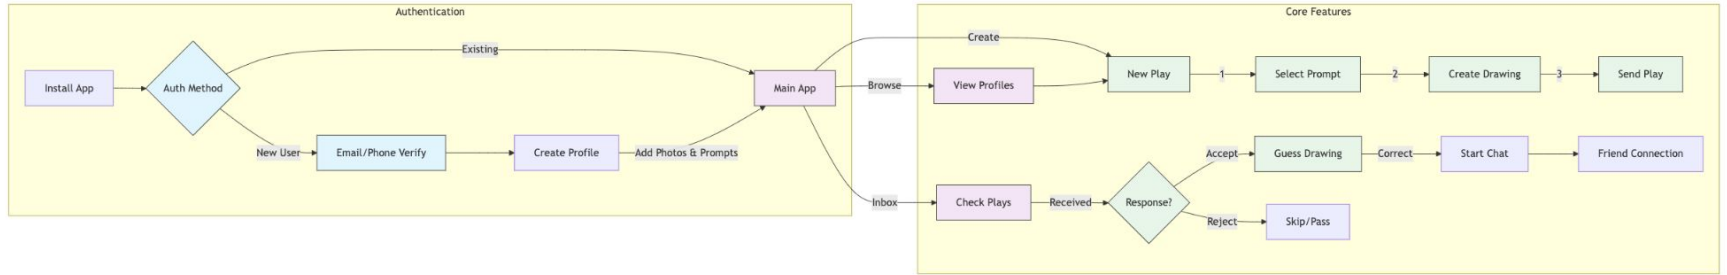 Authentication
Install App
Auth Method
Existing
New User
Email/Phone Verify
Create Profile
Add Photos & Prompts
Main App
Core Features
Create
Browse
Inbox
View Profiles
New Play
1
Select Prompt
2
Create Drawing
3
Send Play
Check Plays
Received
Response?
Accept
Guess Drawing
Correct
Start Chat
Friend Connection
Reject
Skip/Pass